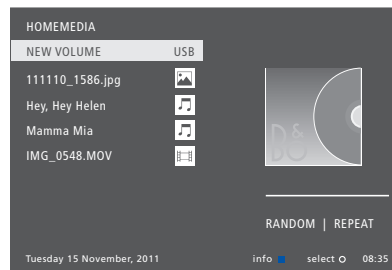 HOMEMEDIA
NEW VOLUME USB
111110_1586.jpg
Hey, Hey Helen
Mamma Mia
IMG_0548.MOV
B&O
RANDOM | REPEAT
Tuesday 15 November, 2011 info select 08:35